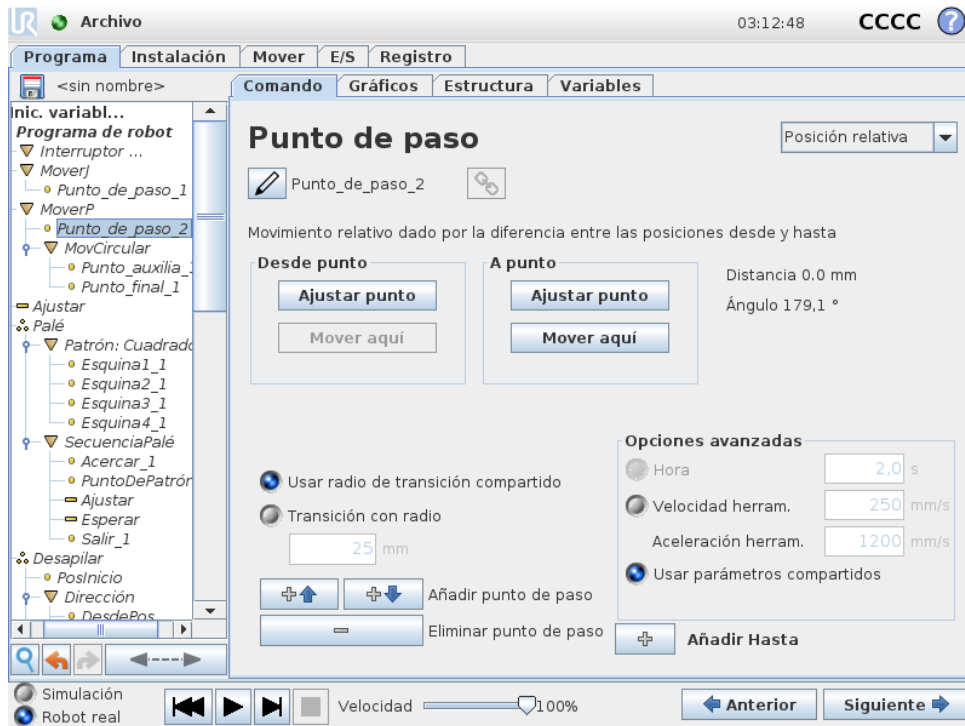 UR Archivo 03:12:48 CCCC ?
Programa Instalación Mover E/S Registro
<sin nombre>
Comando Gráficos Estructura Variables
Inic. variabl...
Programa de robot
Interruptor ...
MoverJ
Punto_de_paso_1
MoverP
Punto_de_paso_2
MovCircular
Punto_auxilia_
Punto_final_1
Ajustar
Palé
Patrón: Cuadrado
Esquina1_1
Esquina2_1
Esquina3_1
Esquina4_1
SecuenciaPalé
Acercar_1
PuntoDePatrón
Ajustar
Esperar
Salir_1
Desapilar
PosInicio
Dirección
DesdePos
Punto de paso
Posición relativa
Punto_de_paso_2
Movimiento relativo dado por la diferencia entre las posiciones desde y hasta
Desde punto
Ajustar punto
Mover aquí
A punto
Ajustar punto
Mover aquí
Distancia 0.0 mm
Ángulo 179,1 °
Usar radio de transición compartido
Transición con radio
25 mm
Añadir punto de paso
Eliminar punto de paso
Opciones avanzadas
Hora 2,0 s
Velocidad herram. 250 mm/s
Aceleración herram. 1200 mm/s
Usar parámetros compartidos
Añadir Hasta
Simulación
Robot real
Velocidad 100%
Anterior Siguiente